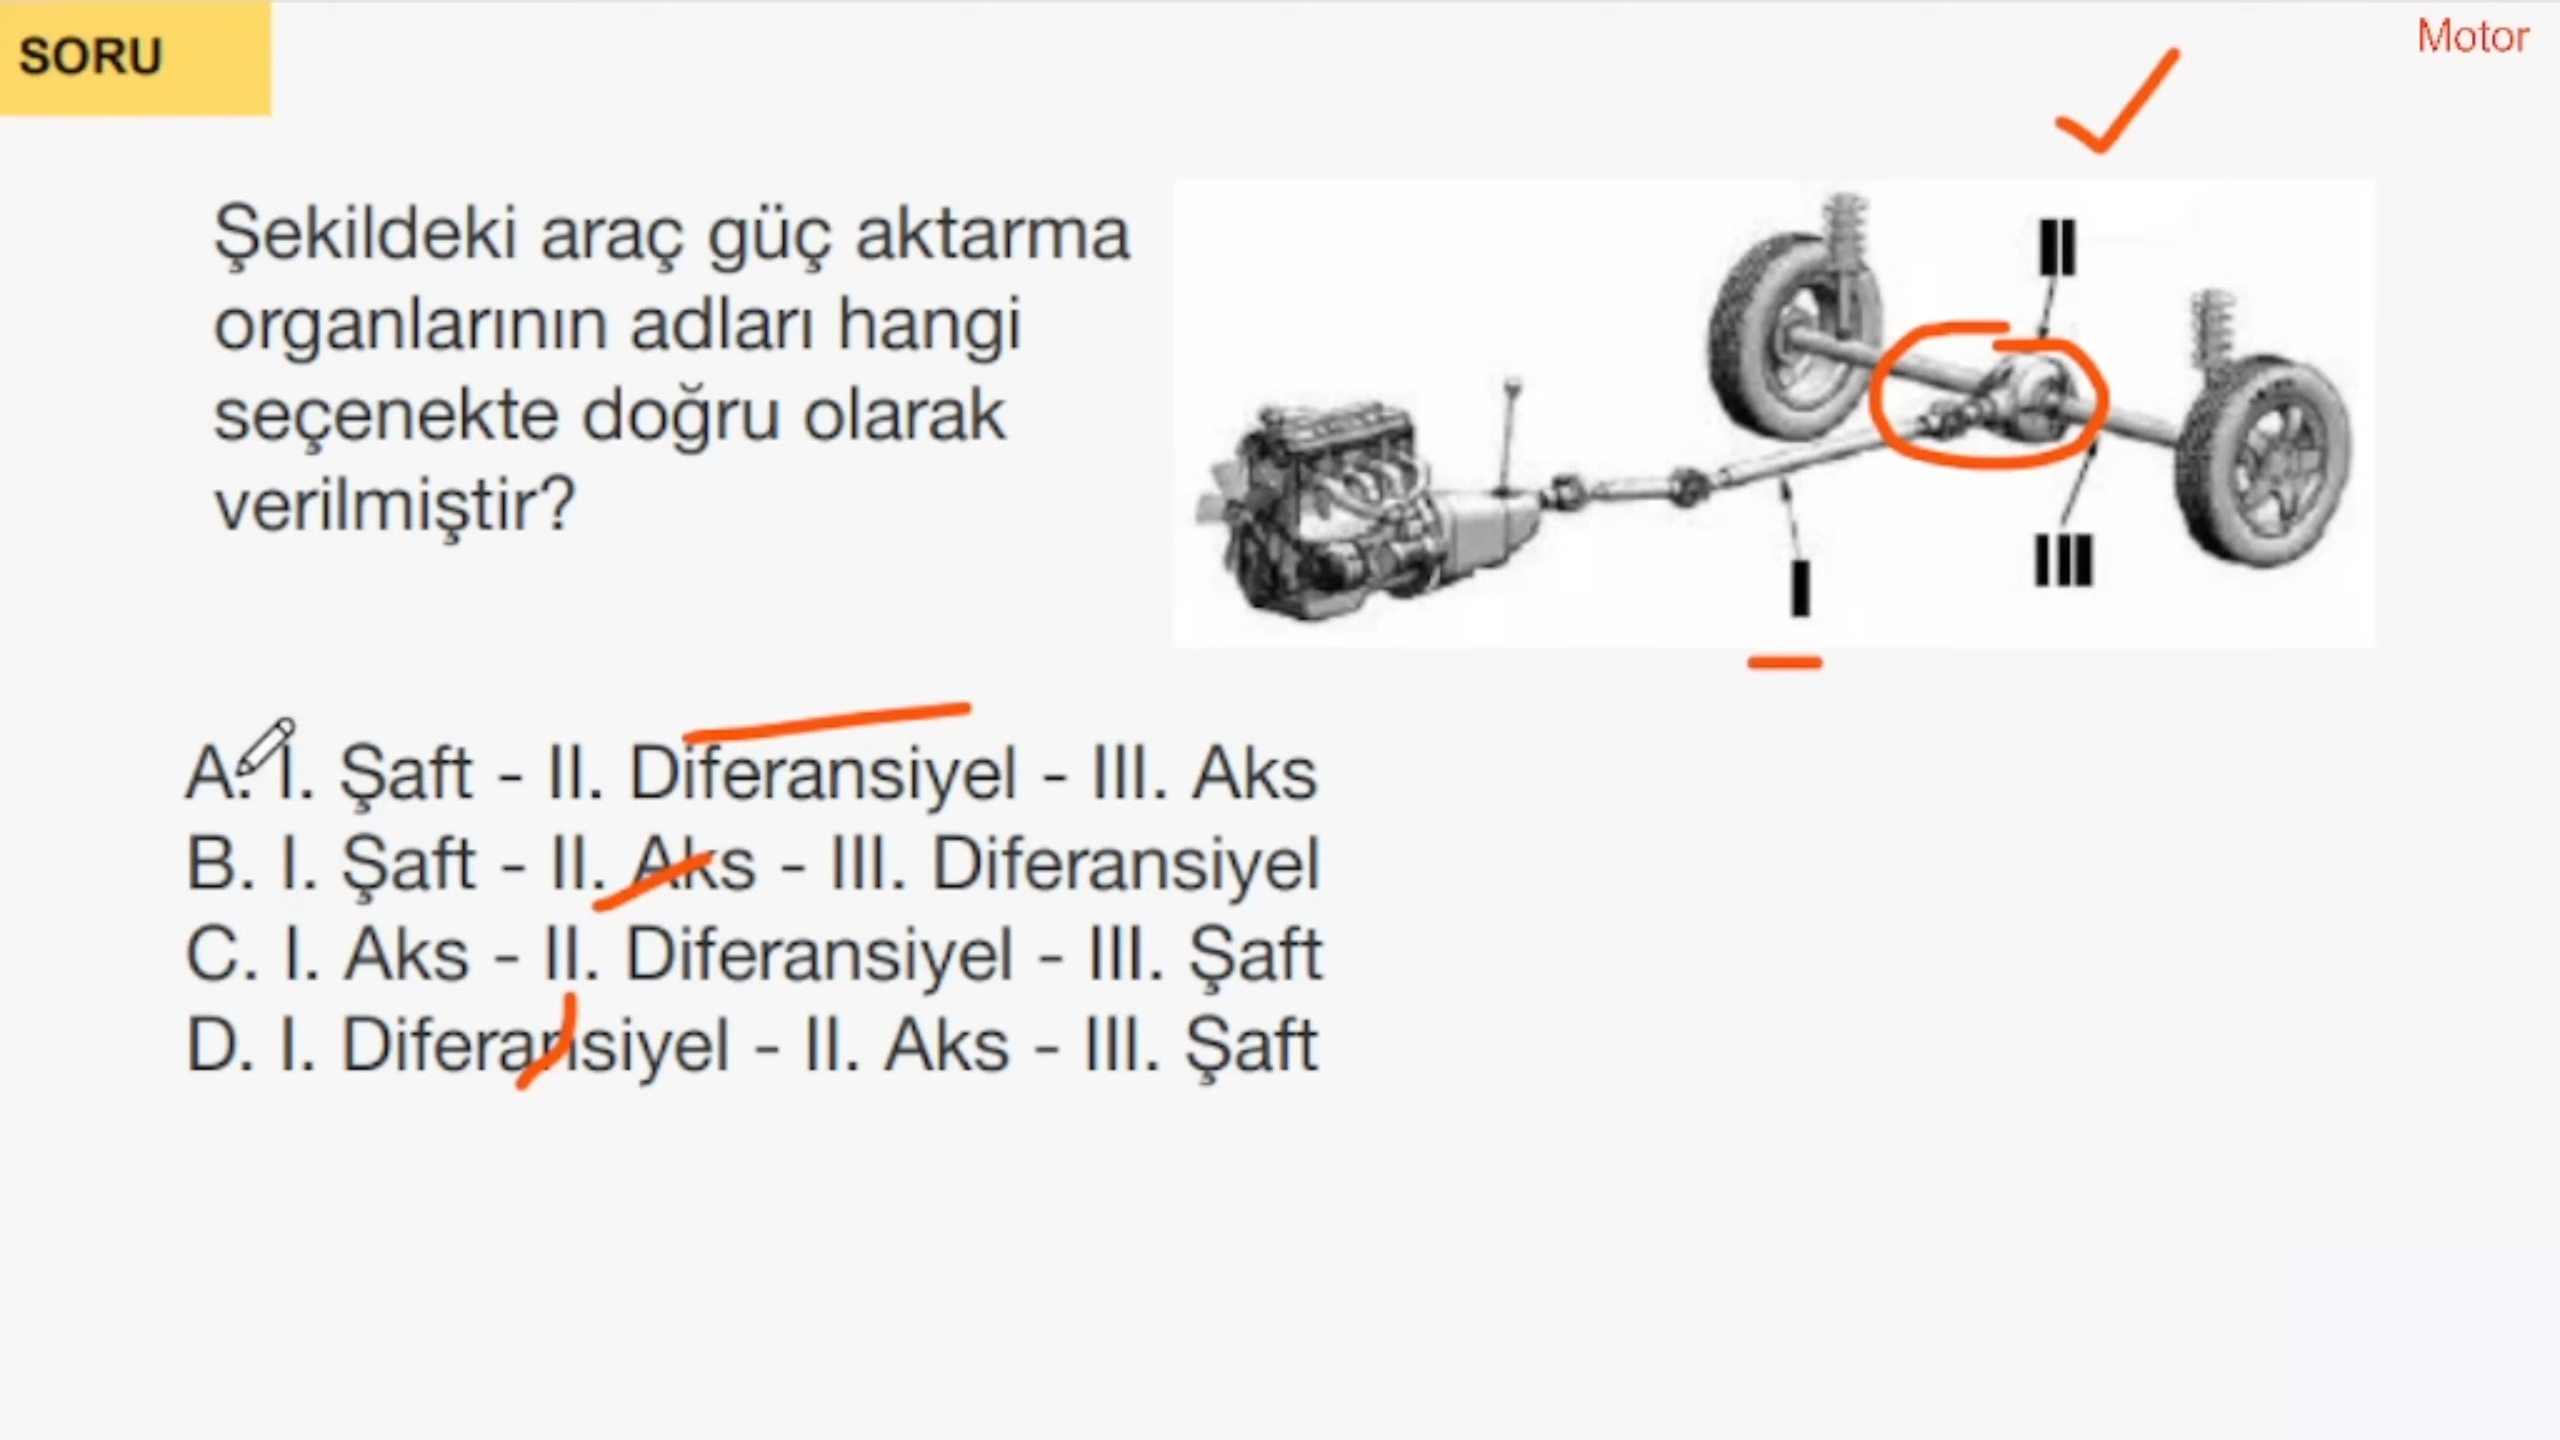 SORU
Motor
Şekildeki araç güç aktarma
organlarının adları hangi
seçenekte doğru olarak
verilmiştir?
II
III
I
A. I. Şaft - II. Diferansiyel - III. Aks
B. I. Şaft - II. Aks - III. Diferansiyel
C. I. Aks - II. Diferansiyel - III. Şaft
D. I. Diferansiyel - II. Aks - III. Şaft